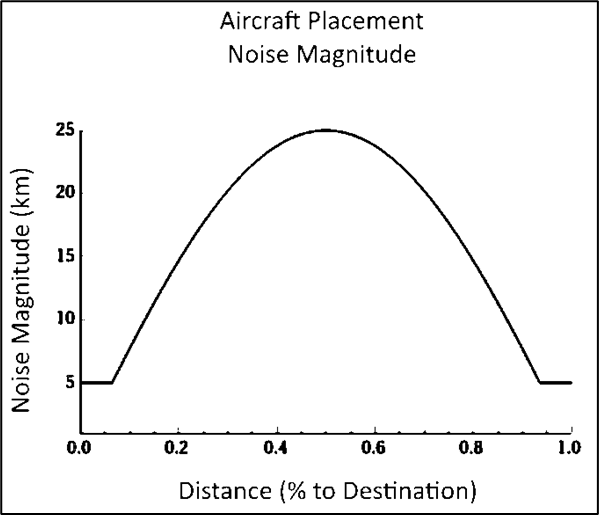 Aircraft Placement
Noise Magnitude
Noise Magnitude (km)
25
20
15
10
5
0.0 0.2 0.4 0.6 0.8 1.0
Distance (% to Destination)